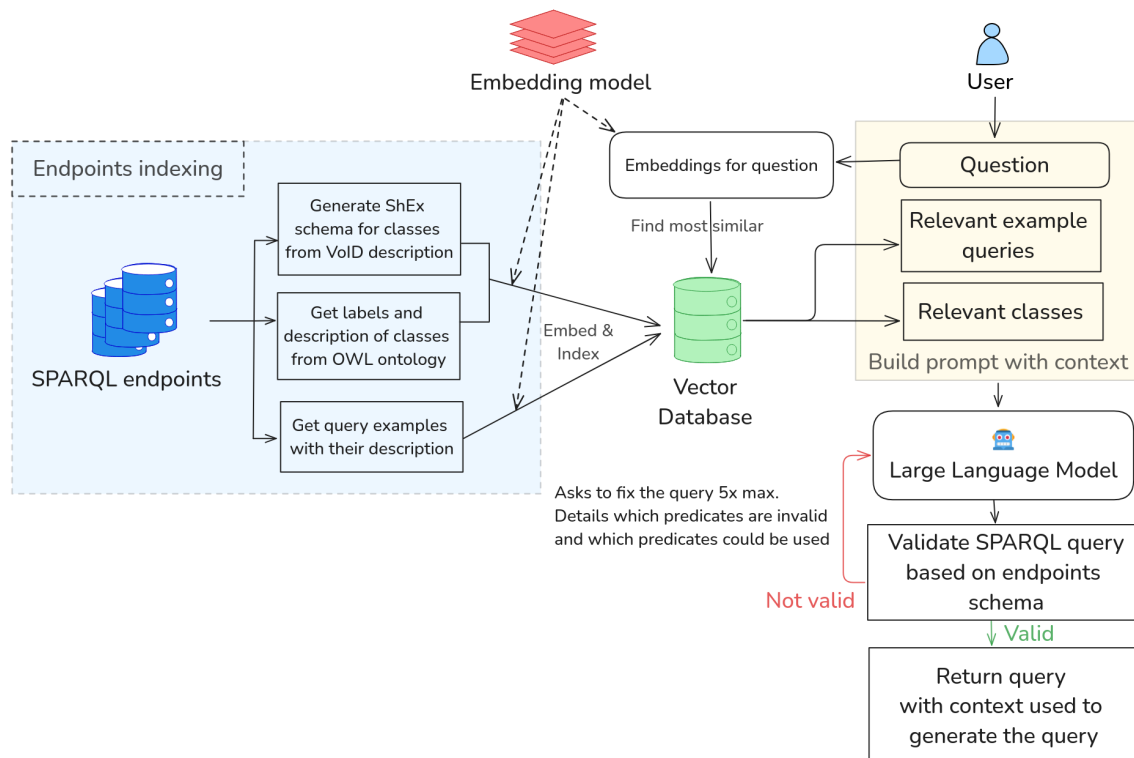 Embedding model
User
Endpoints indexing
Generate ShEx
schema for classes
from VoID description
Get labels and
description of classes
from OWL ontology
Get query examples
with their description
SPARQL endpoints
Embed &
Index
Embeddings for question
Find most similar
Vector
Database
Question
Relevant example
queries
Relevant classes
Build prompt with context
Large Language Model
Asks to fix the query 5x max.
Details which predicates are invalid
and which predicates could be used
Not valid
Validate SPARQL query
based on endpoints
schema
Valid
Return query
with context used to
generate the query